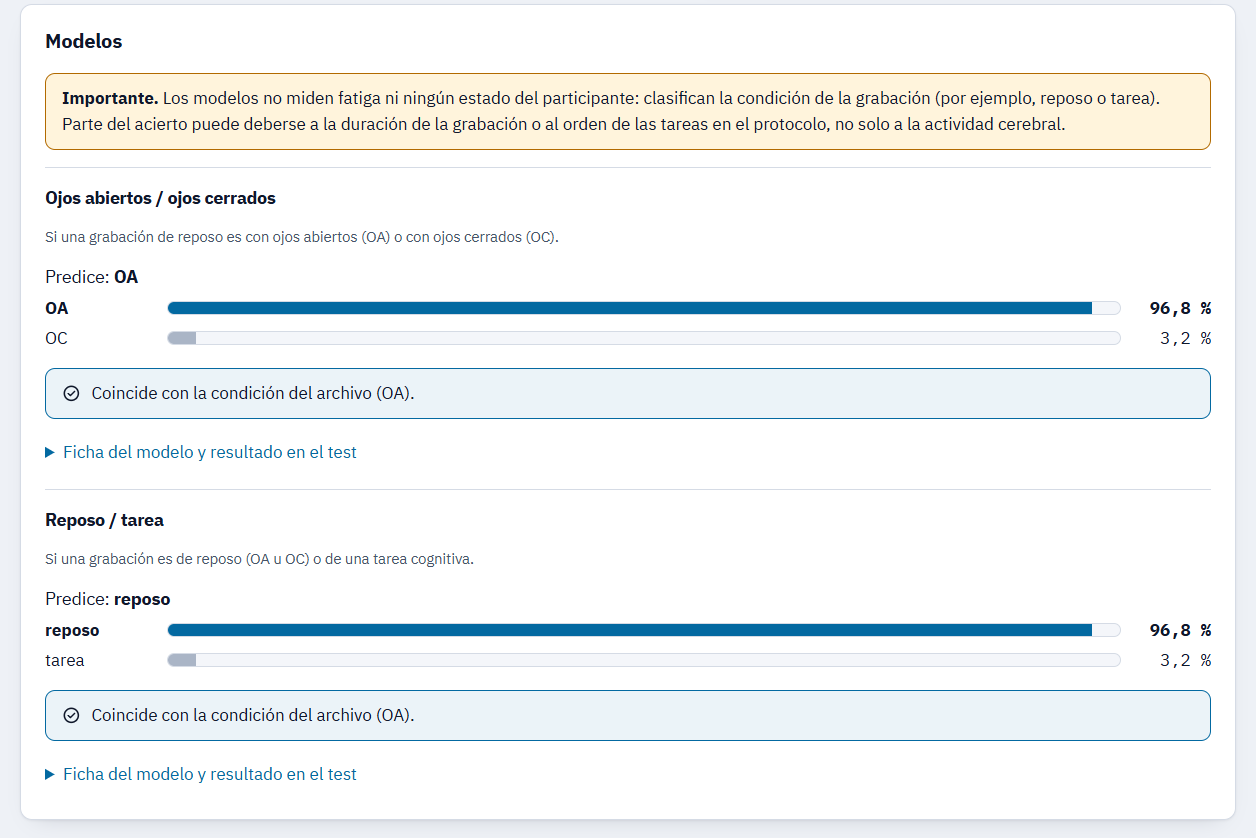 Modelos
Importante. Los modelos no miden fatiga ni ningún estado del participante: clasifican la condición de la grabación (por ejemplo, reposo o tarea).
Parte del acierto puede deberse a la duración de la grabación o al orden de las tareas en el protocolo, no solo a la actividad cerebral.
Ojos abiertos / ojos cerrados
Si una grabación de reposo es con ojos abiertos (OA) o con ojos cerrados (OC).
Predice: OA
OA 96,8 %
OC 3,2 %
Coincide con la condición del archivo (OA).
Ficha del modelo y resultado en el test
Reposo / tarea
Si una grabación es de reposo (OA u OC) o de una tarea cognitiva.
Predice: reposo
reposo 96,8 %
tarea 3,2 %
Coincide con la condición del archivo (OA).
Ficha del modelo y resultado en el test